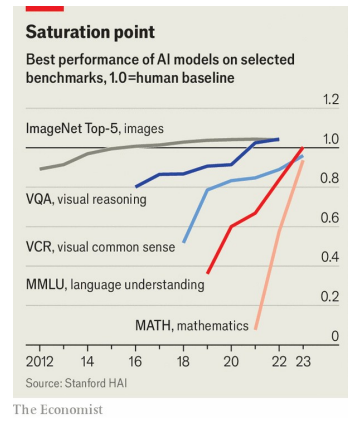 Saturation point
Best performance of AI models on selected
benchmarks, 1.0=human baseline
1.2
ImageNet Top-5, images
1.0
0.8
VQA, visual reasoning
0.6
VCR, visual common sense
0.4
MMLU, language understanding
0.2
MATH, mathematics
0
2012 14 16 18 20 22 23
Source: Stanford HAI
The Economist